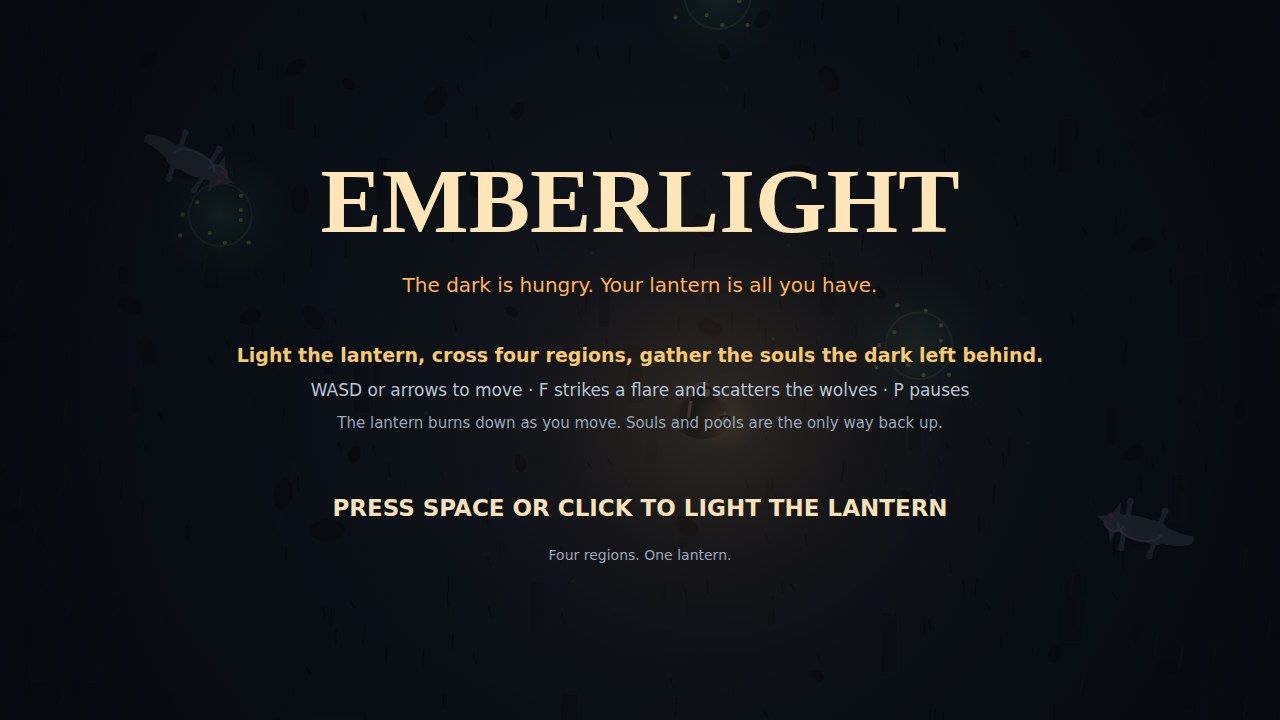 EMBERLIGHT
The dark is hungry. Your lantern is all you have.
Light the lantern, cross four regions, gather the souls the dark left behind.
WASD or arrows to move · F strikes a flare and scatters the wolves · P pauses
The lantern burns down as you move. Souls and pools are the only way back up.
PRESS SPACE OR CLICK TO LIGHT THE LANTERN
Four regions. One lantern.